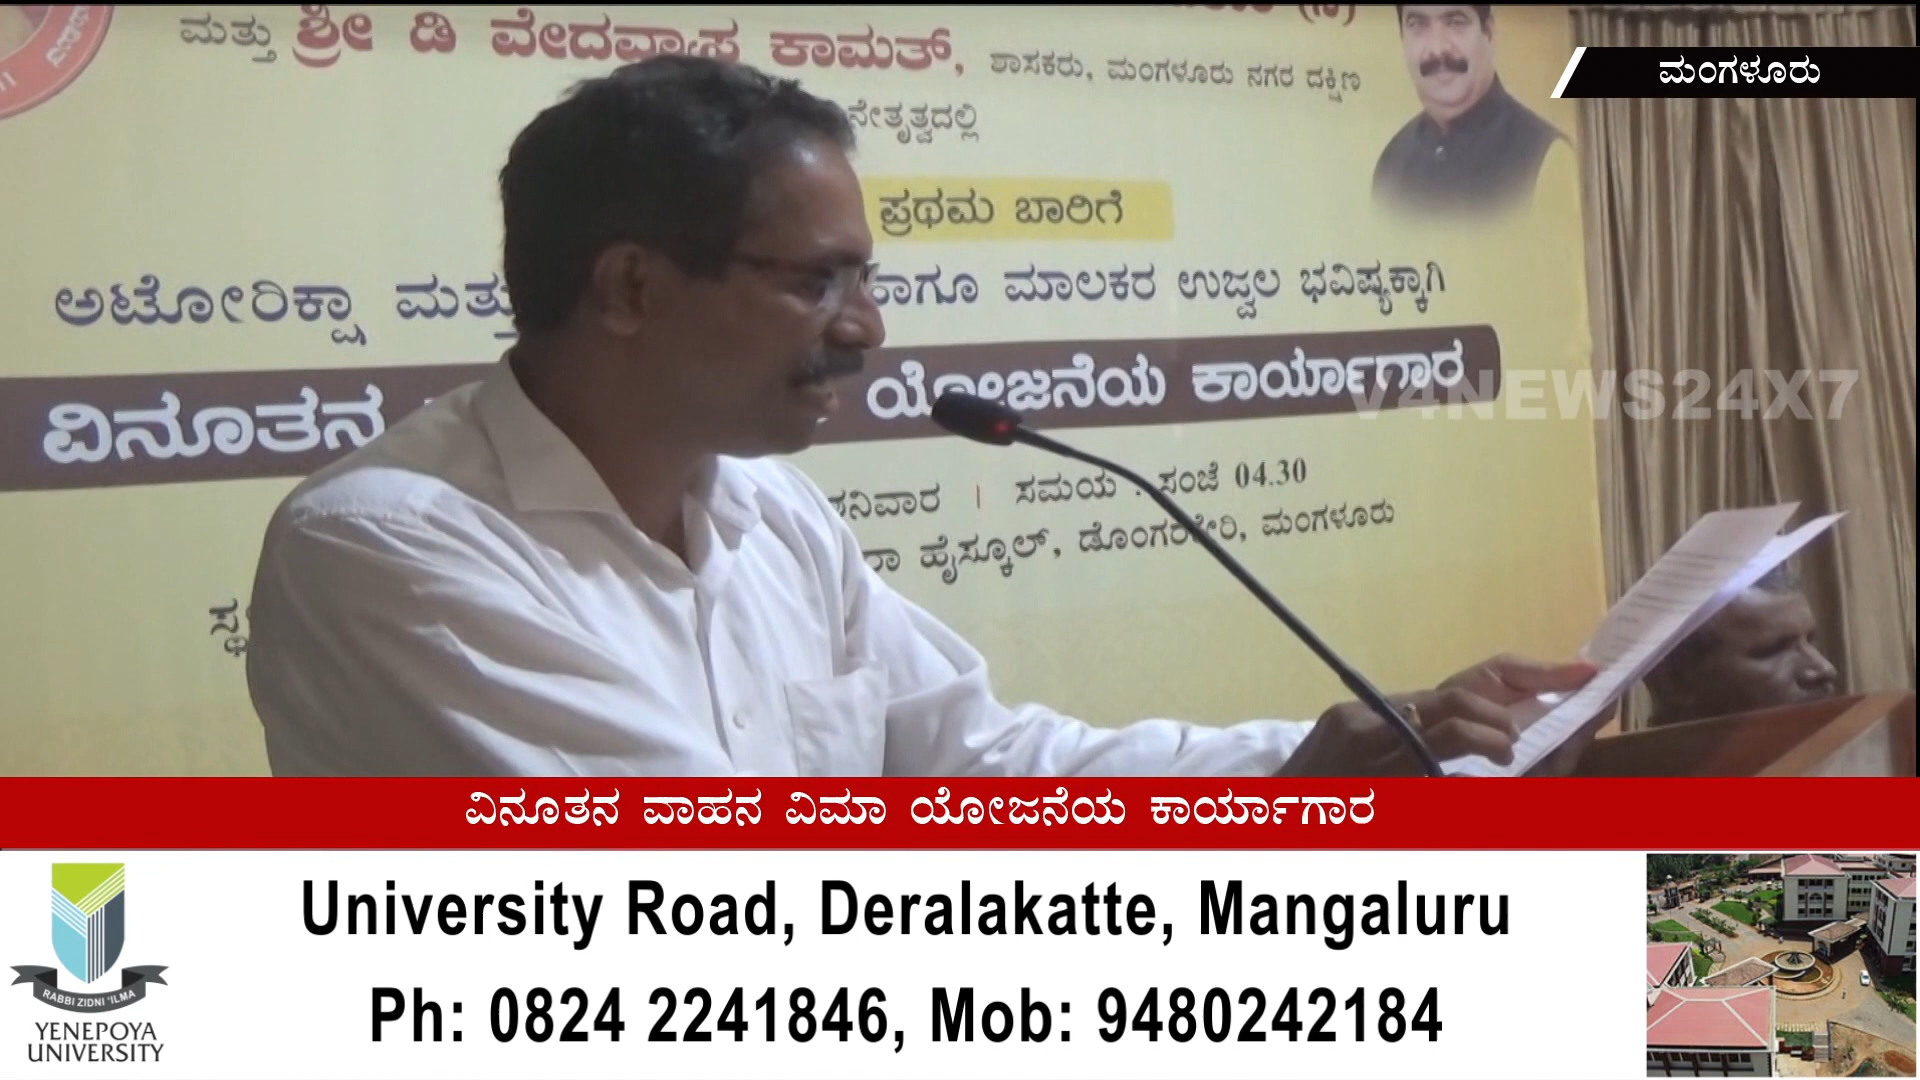 ಮತ್ತು ಶ್ರೀ ಡಿ ವೇದವ್ಯಾಸ ಕಾಮತ್, ಶಾಸಕರು, ಮಂಗಳೂರು ನಗರ ದಕ್ಷಿಣ
ಮಂಗಳೂರು
ನೇತೃತ್ವದಲ್ಲಿ
ಪ್ರಥಮ ಬಾರಿಗೆ
ಅಟೋರಿಕ್ಷಾ ಮತ್ತು ಹಾಗೂ ಮಾಲಕರ ಉಜ್ವಲ ಭವಿಷ್ಯಕ್ಕಾಗಿ
ವಿನೂತನ ಯೋಜನೆಯ ಕಾರ್ಯಾಗಾರ
V4NEWS24X7
ಶನಿವಾರ | ಸಮಯ : ಸಂಜೆ 04.30
ಹೈಸ್ಕೂಲ್, ಡೊಂಗರಕೇರಿ, ಮಂಗಳೂರು
ವಿನೂತನ ವಾಹನ ವಿಮಾ ಯೋಜನೆಯ ಕಾರ್ಯಾಗಾರ
University Road, Deralakatte, Mangaluru
Ph: 0824 2241846, Mob: 9480242184
RABBI ZIDNI 'ILMA
YENEPOYA
UNIVERSITY